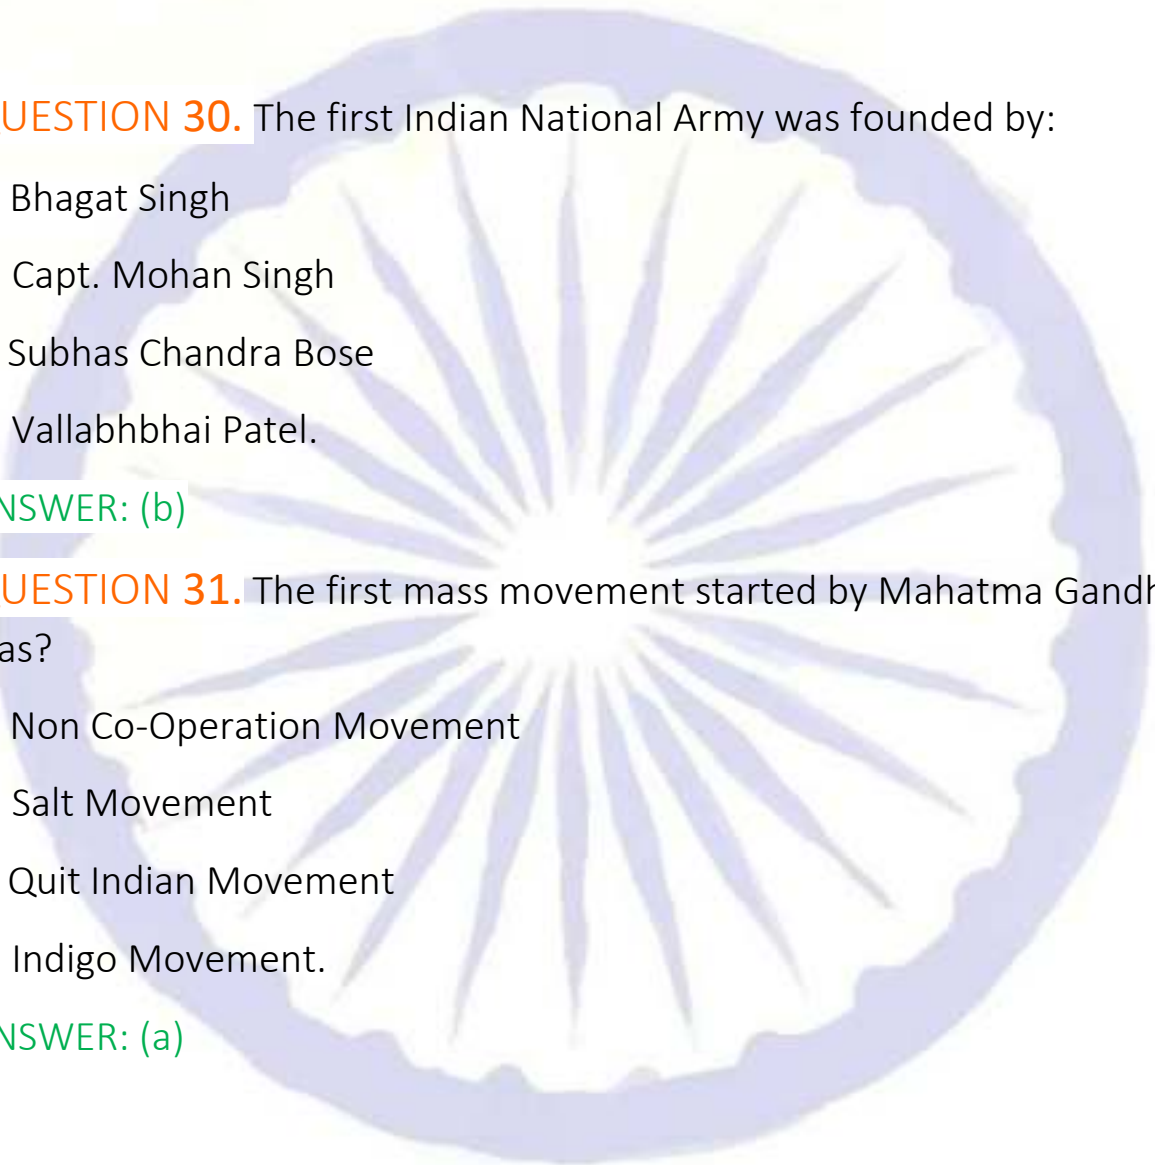 UESTION 30. The first Indian National Army was founded by:
Bhagat Singh
Capt. Mohan Singh
Subhas Chandra Bose
Vallabhbhai Patel.
NSWER: (b)
UESTION 31. The first mass movement started by Mahatma Gandh
as?
Non Co-Operation Movement
Salt Movement
Quit Indian Movement
Indigo Movement.
NSWER: (a)